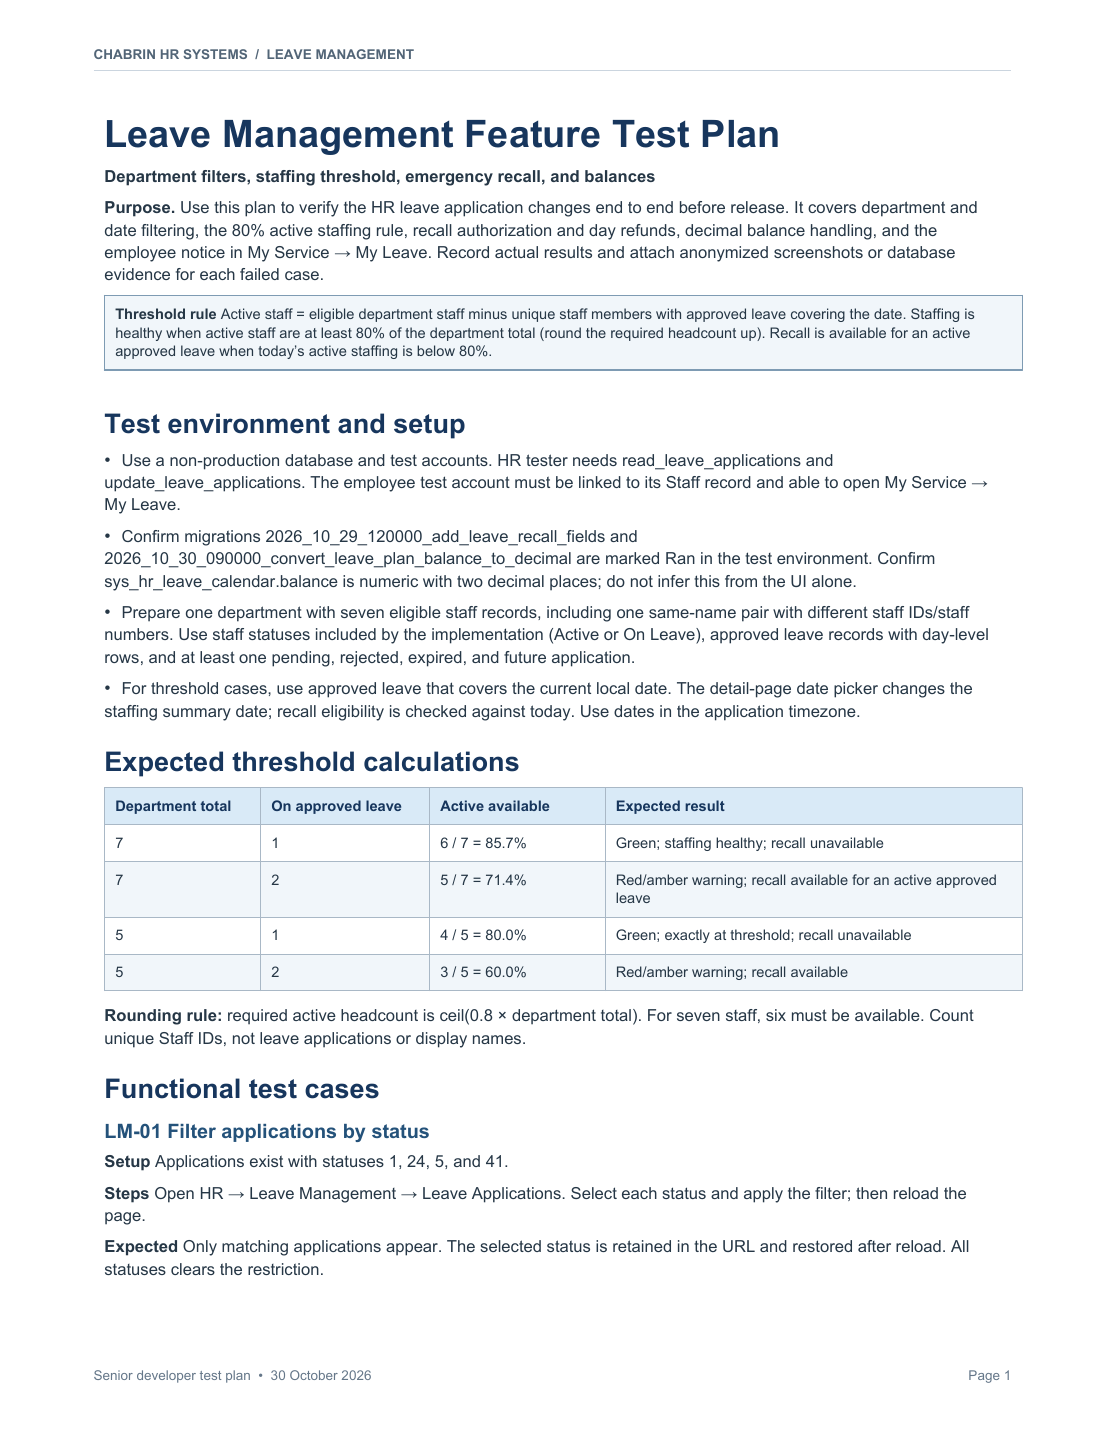 CHABRIN HR SYSTEMS / LEAVE MANAGEMENT
Leave Management Feature Test Plan
Department filters, staffing threshold, emergency recall, and balances
Purpose. Use this plan to verify the HR leave application changes end to end before release. It covers department and
date filtering, the 80% active staffing rule, recall authorization and day refunds, decimal balance handling, and the
employee notice in My Service → My Leave. Record actual results and attach anonymized screenshots or database
evidence for each failed case.
Threshold rule Active staff = eligible department staff minus unique staff members with approved leave covering the date. Staffing is
healthy when active staff are at least 80% of the department total (round the required headcount up). Recall is available for an active
approved leave when today's active staffing is below 80%.
Test environment and setup
• Use a non-production database and test accounts. HR tester needs read_leave_applications and
update_leave_applications. The employee test account must be linked to its Staff record and able to open My Service →
My Leave.
• Confirm migrations 2026_10_29_120000_add_leave_recall_fields and
2026_10_30_090000_convert_leave_plan_balance_to_decimal are marked Ran in the test environment. Confirm
sys_hr_leave_calendar.balance is numeric with two decimal places; do not infer this from the UI alone.
• Prepare one department with seven eligible staff records, including one same-name pair with different staff IDs/staff
numbers. Use staff statuses included by the implementation (Active or On Leave), approved leave records with day-level
rows, and at least one pending, rejected, expired, and future application.
• For threshold cases, use approved leave that covers the current local date. The detail-page date picker changes the
staffing summary date; recall eligibility is checked against today. Use dates in the application timezone.
Expected threshold calculations
Department total On approved leave Active available Expected result
7 1 6 / 7 = 85.7% Green; staffing healthy; recall unavailable
7 2 5 / 7 = 71.4% Red/amber warning; recall available for an active approved
leave
5 1 4 / 5 = 80.0% Green; exactly at threshold; recall unavailable
5 2 3 / 5 = 60.0% Red/amber warning; recall available
Rounding rule: required active headcount is ceil(0.8 × department total). For seven staff, six must be available. Count
unique Staff IDs, not leave applications or display names.
Functional test cases
LM-01 Filter applications by status
Setup Applications exist with statuses 1, 24, 5, and 41.
Steps Open HR → Leave Management → Leave Applications. Select each status and apply the filter; then reload the
page.
Expected Only matching applications appear. The selected status is retained in the URL and restored after reload. All
statuses clears the restriction.
Senior developer test plan • 30 October 2026
Page 1